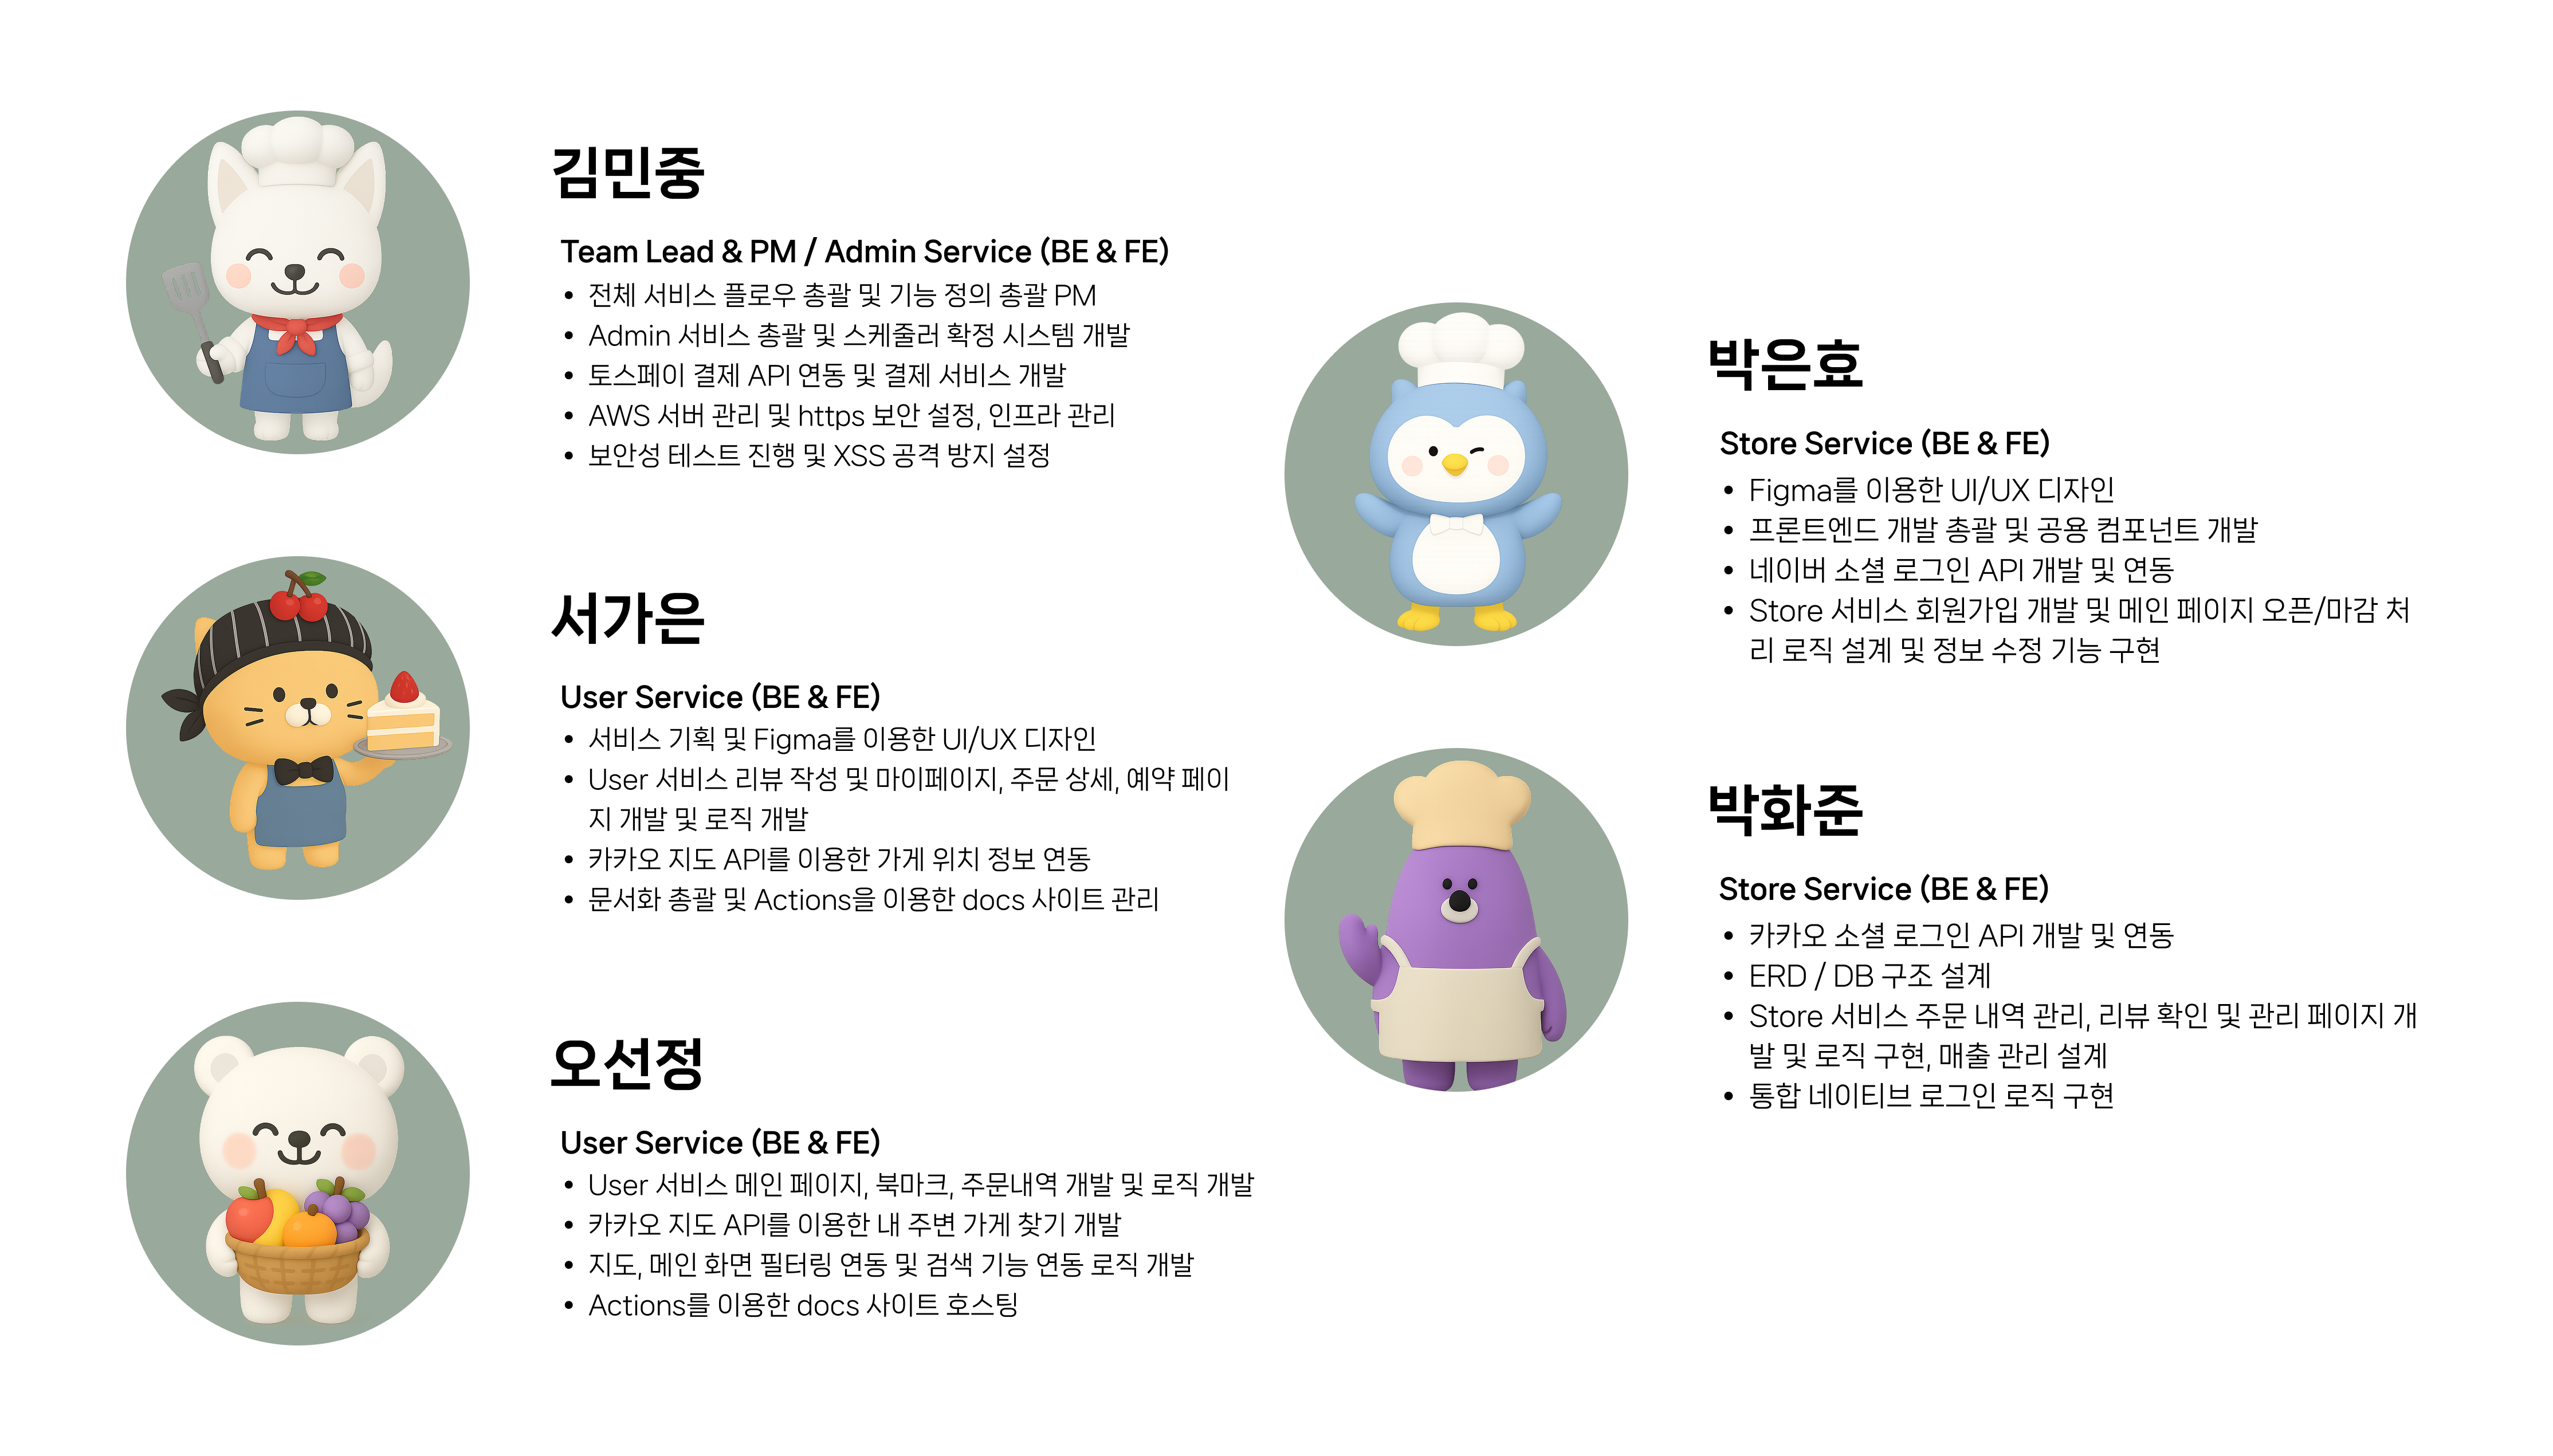 김민중
Team Lead & PM / Admin Service (BE & FE)
• 전체 서비스 플로우 총괄 및 기능 정의 총괄 PM
• Admin 서비스 총괄 및 스케줄러 확정 시스템 개발
• 토스페이 결제 API 연동 및 결제 서비스 개발
• AWS 서버 관리 및 https 보안 설정, 인프라 관리
• 보안성 테스트 진행 및 XSS 공격 방지 설정
서가은
User Service (BE & FE)
• 서비스 기획 및 Figma를 이용한 UI/UX 디자인
• User 서비스 리뷰 작성 및 마이페이지, 주문 상세, 예약 페이
지 개발 및 로직 개발
• 카카오 지도 API를 이용한 가게 위치 정보 연동
• 문서화 총괄 및 Actions을 이용한 docs 사이트 관리
오선정
User Service (BE & FE)
• User 서비스 메인 페이지, 북마크, 주문내역 개발 및 로직 개발
• 카카오 지도 API를 이용한 내 주변 가게 찾기 개발
• 지도, 메인 화면 필터링 연동 및 검색 기능 연동 로직 개발
• Actions를 이용한 docs 사이트 호스팅
박은효
Store Service (BE & FE)
• Figma를 이용한 UI/UX 디자인
• 프론트엔드 개발 총괄 및 공용 컴포넌트 개발
• 네이버 소셜 로그인 API 개발 및 연동
• Store 서비스 회원가입 개발 및 메인 페이지 오픈/마감 처
리 로직 설계 및 정보 수정 기능 구현
박화준
Store Service (BE & FE)
• 카카오 소셜 로그인 API 개발 및 연동
• ERD / DB 구조 설계
• Store 서비스 주문 내역 관리, 리뷰 확인 및 관리 페이지 개
발 및 로직 구현, 매출 관리 설계
• 통합 네이티브 로그인 로직 구현